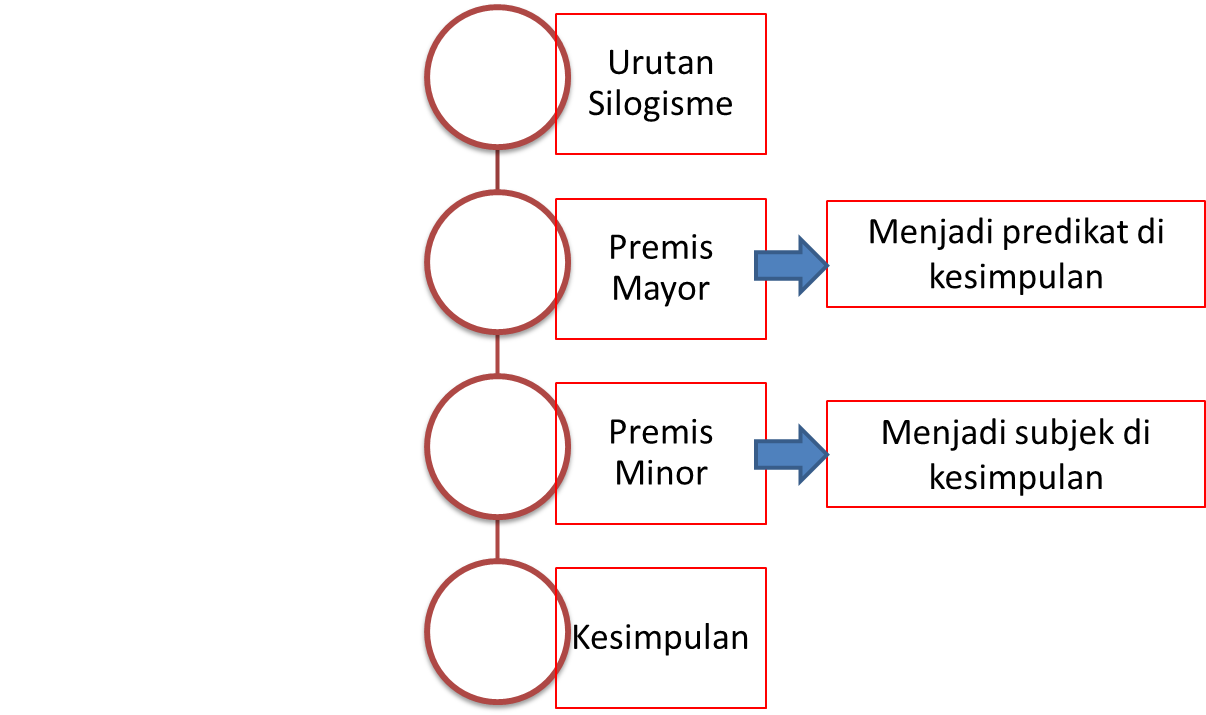 Urutan
Silogisme
Premis
Mayor
Menjadi predikat di
kesimpulan
Premis
Minor
Menjadi subjek di
kesimpulan
Kesimpulan